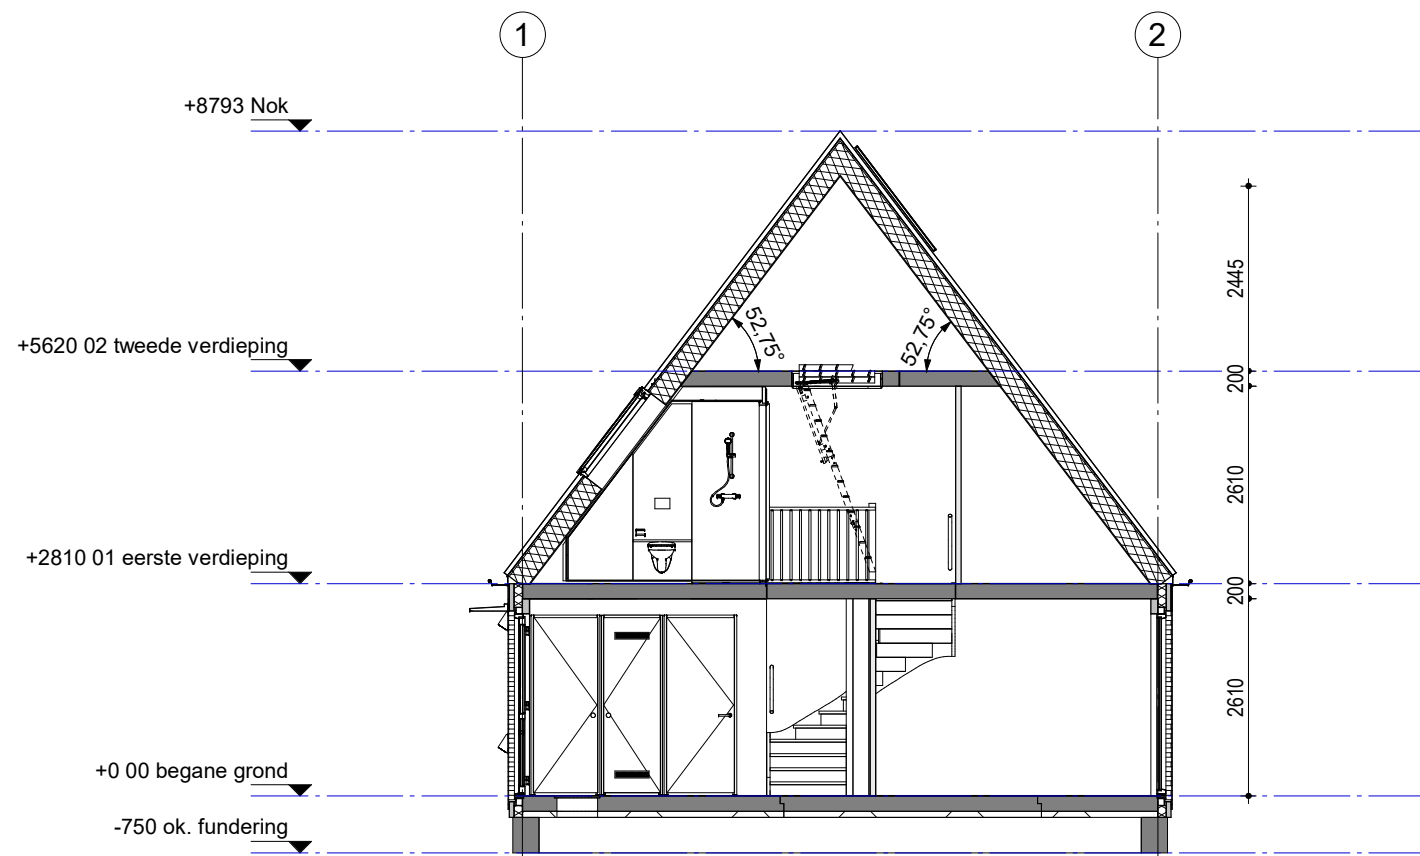 1
2
+8793 Nok
2445
52,75°
52,75°
+5620 02 tweede verdieping
200
2610
+2810 01 eerste verdieping
200
2610
+0 00 begane grond
-750 ok. fundering